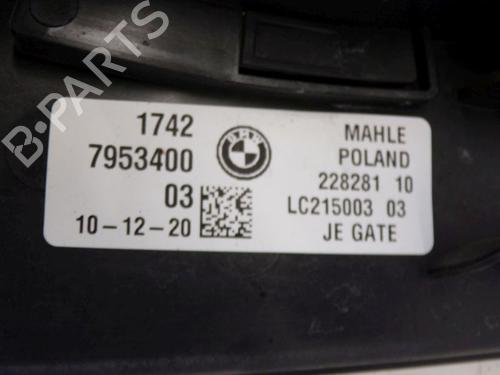 1742
7953400
03
10-12-20
BMW
MAHLE
POLAND
228281 10
LC215003 03
JE GATE
B-PARTS